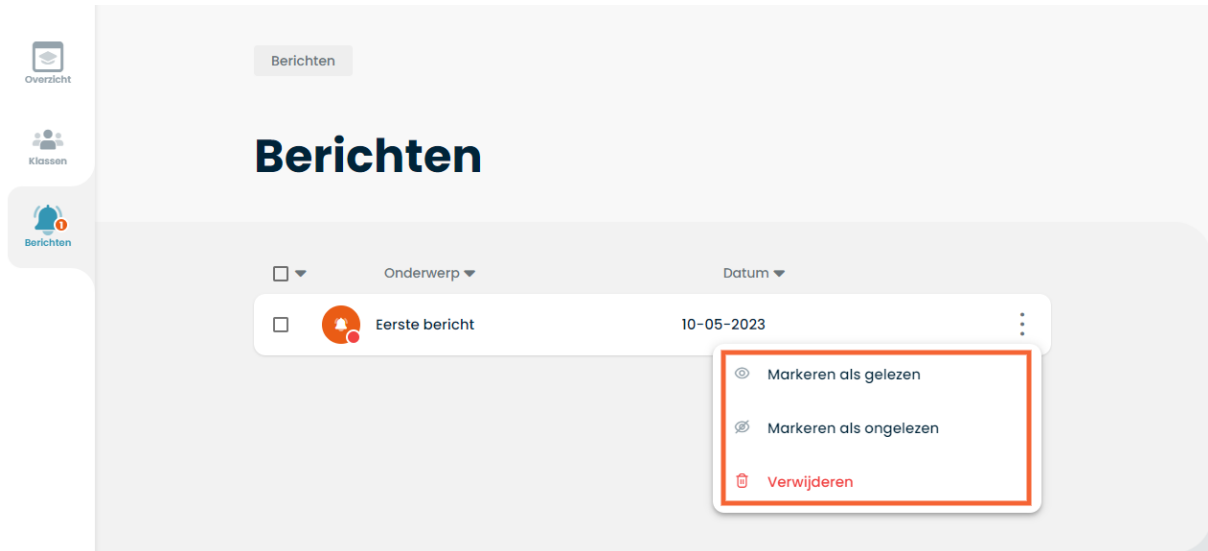 Overzicht
Klassen
1
Berichten
Berichten
Berichten
Onderwerp
Datum
Eerste bericht
10-05-2023
Markeren als gelezen
Markeren als ongelezen
Verwijderen